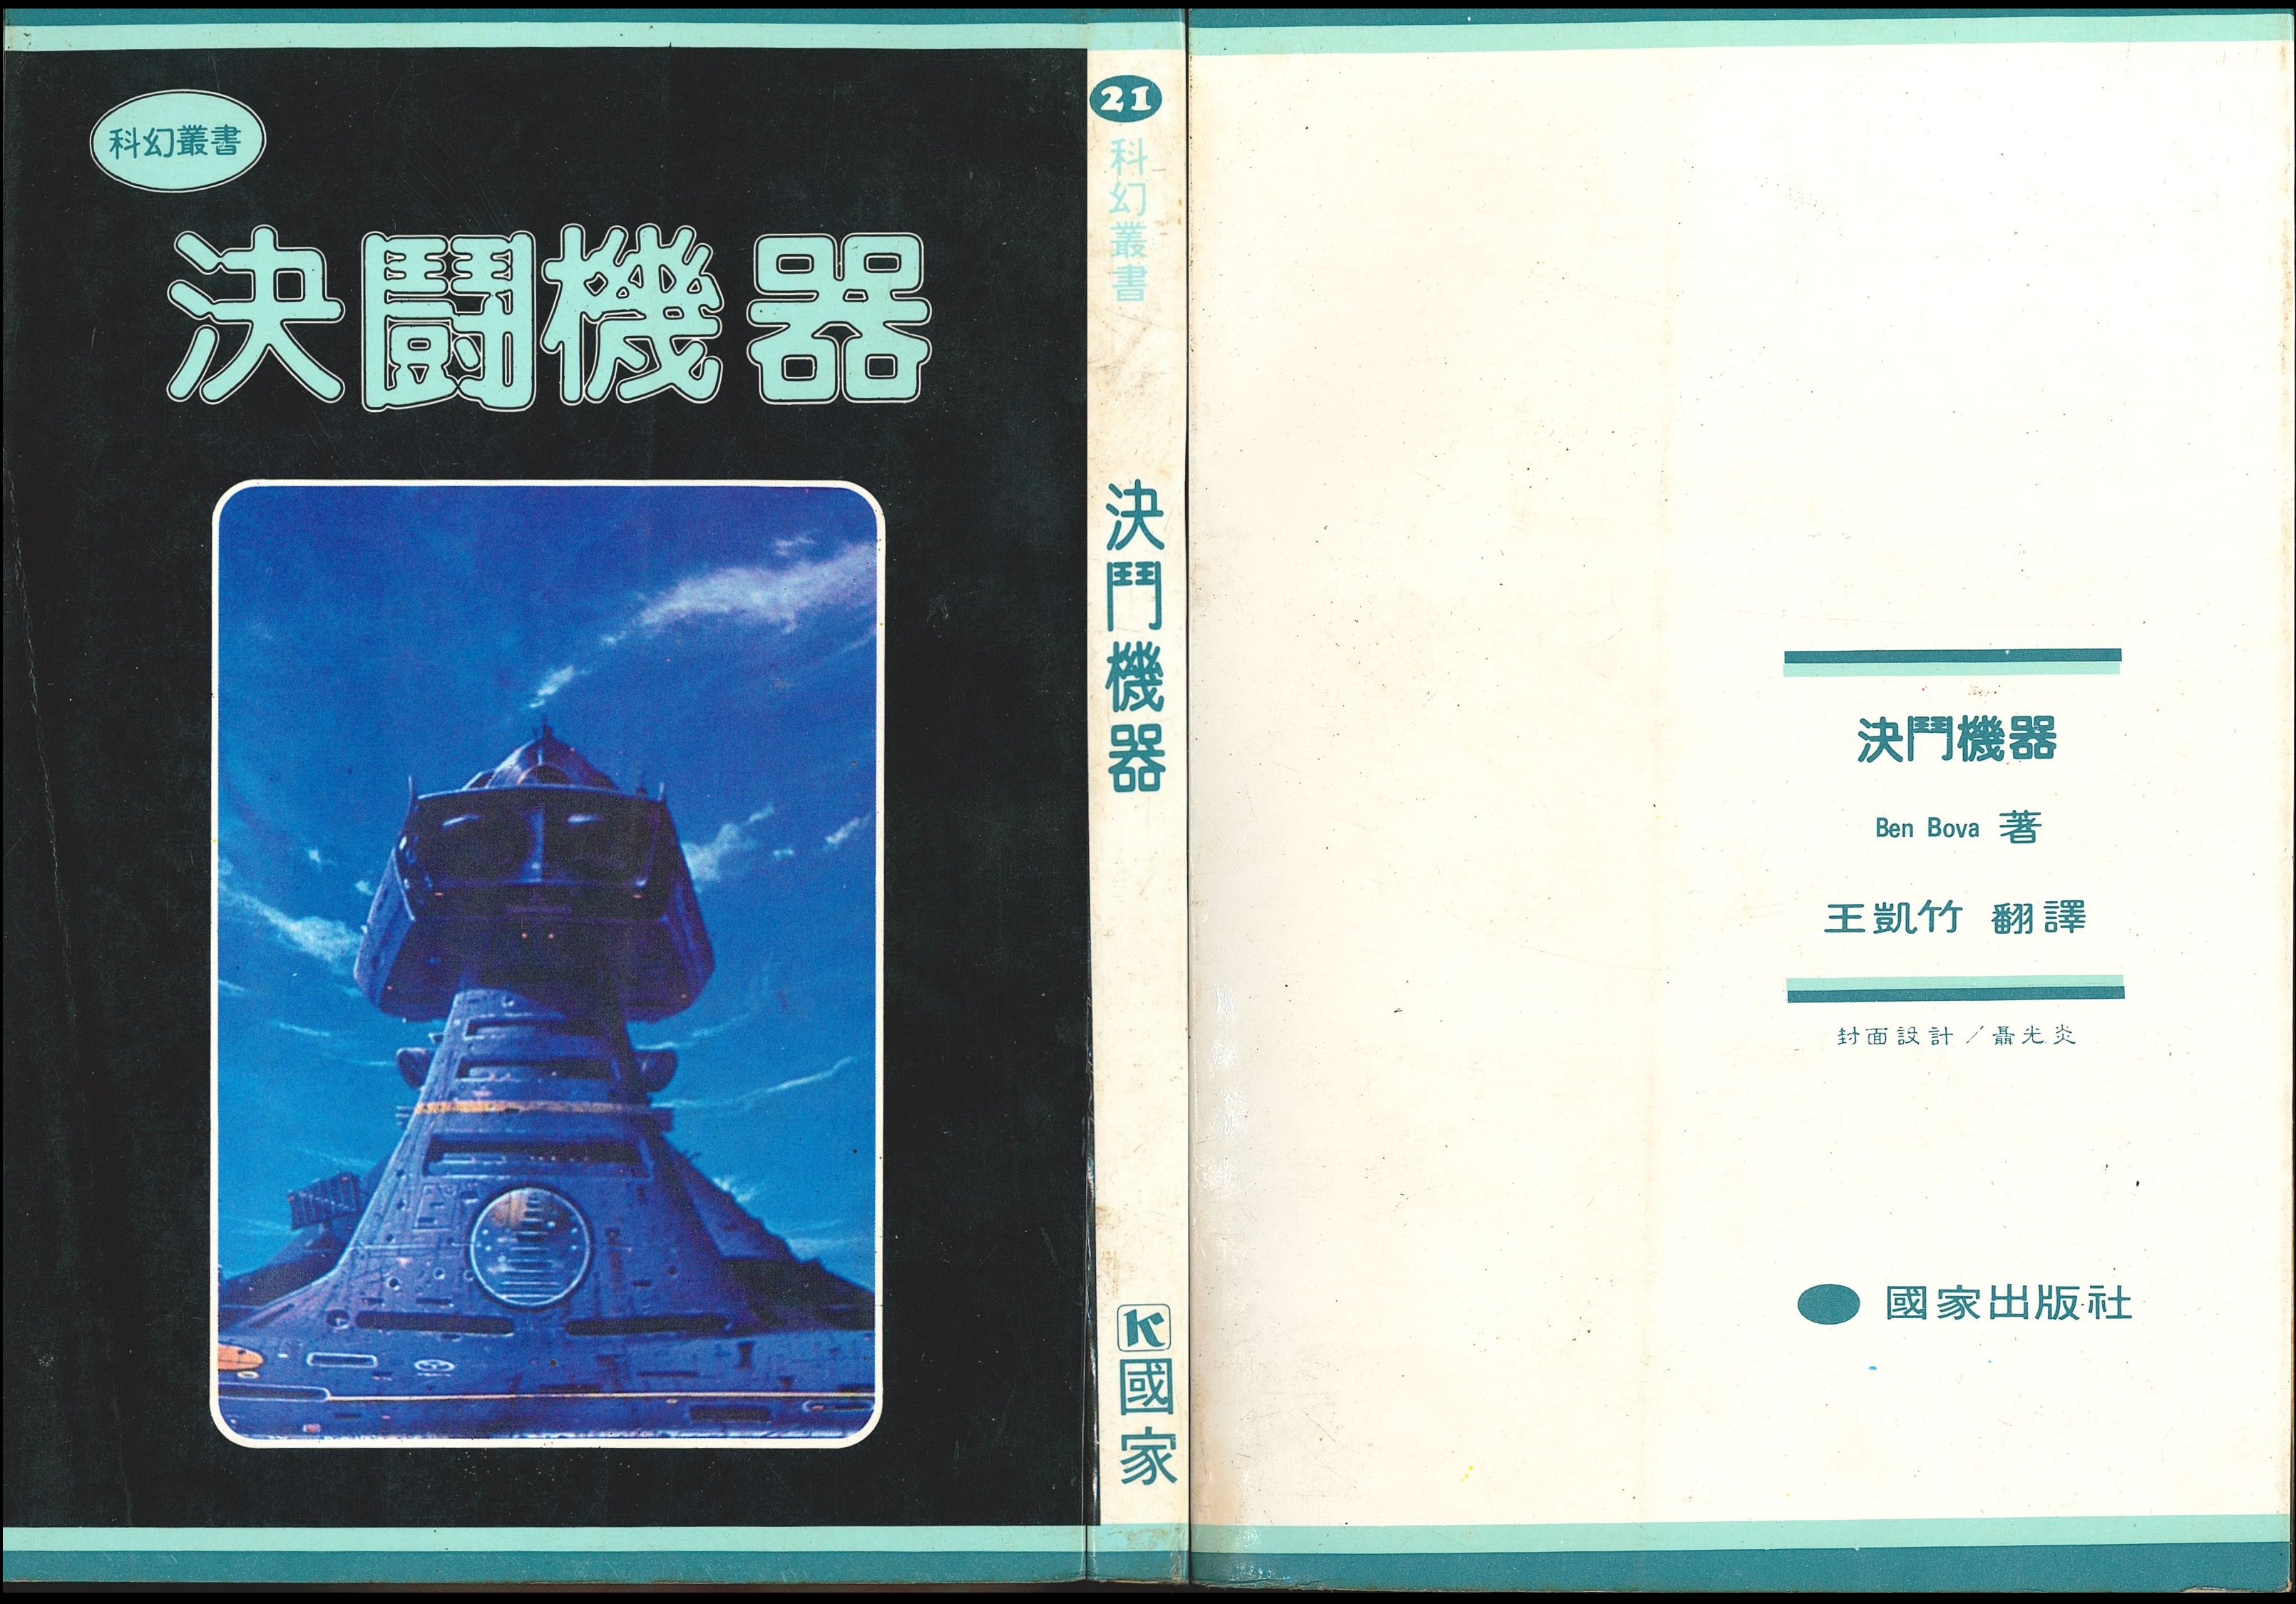 科幻叢書
決鬪機器
21
科幻叢書
決鬥機器
k
國家
決鬥機器
Ben Bova 著
王凱竹 翻譯
封面設計／聶光炎
國家出版社